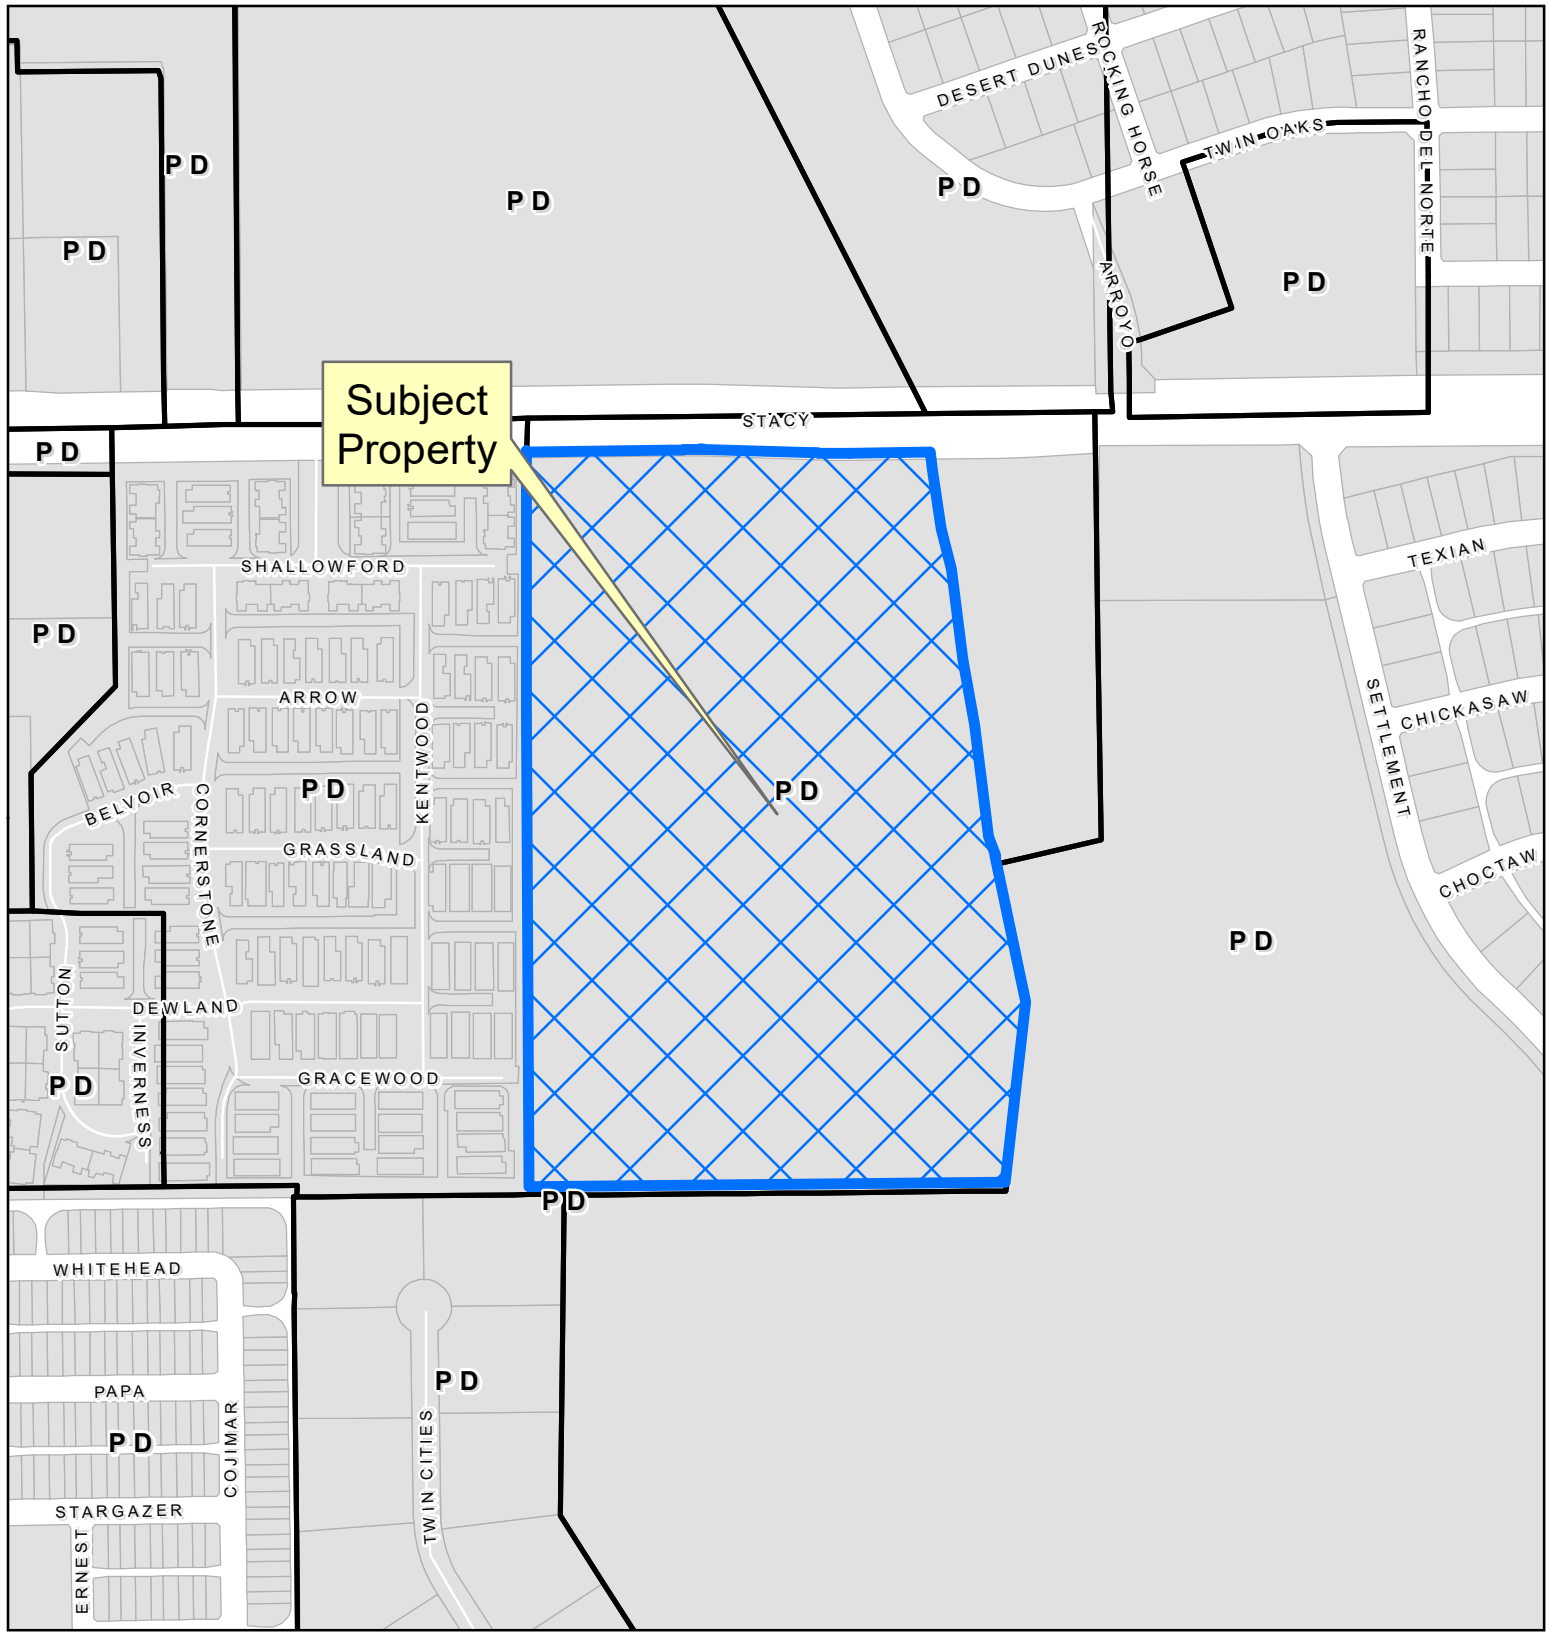 ROCKING HORSE
DESERT DUNES
RANCHO DEL NORTE
TWIN OAKS
P D
P D
P D
P D
P D
ARROYO
Subject
Property
STACY
P D
SHALLOWFORD
TEXIAN
P D
ARROW
KENTWOOD
SETTLEMENT
CHICKASAW
BELVOIR
CORNERSTONE
P D
P D
GRASSLAND
CHOCTAW
P D
SUTTON
DEWLAND
INVERNESS
P D
GRACEWOOD
P D
WHITEHEAD
P D
PAPA
COJIMAR
P D
TWIN CITIES
STARGAZER
ERNEST